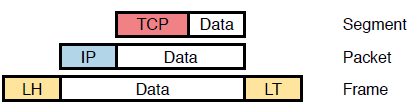 TCP Data Segment
IP Data Packet
LH Data LT Frame